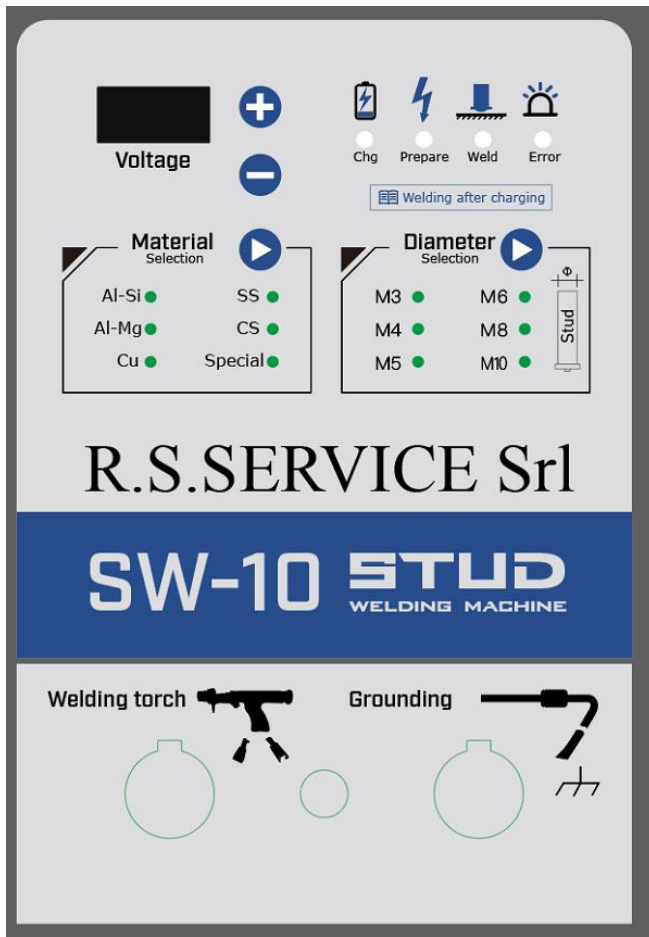 Voltage
Chg Prepare Weld Error
Welding after charging
Material
Selection
Al-Si SS
Al-Mg CS
Cu Special
Diameter
Selection
M3 M6
M4 M8
M5 M10
Φ
Stud
R.S.SERVICE Srl
SW-10 STUD
WELDING MACHINE
Welding torch
Grounding